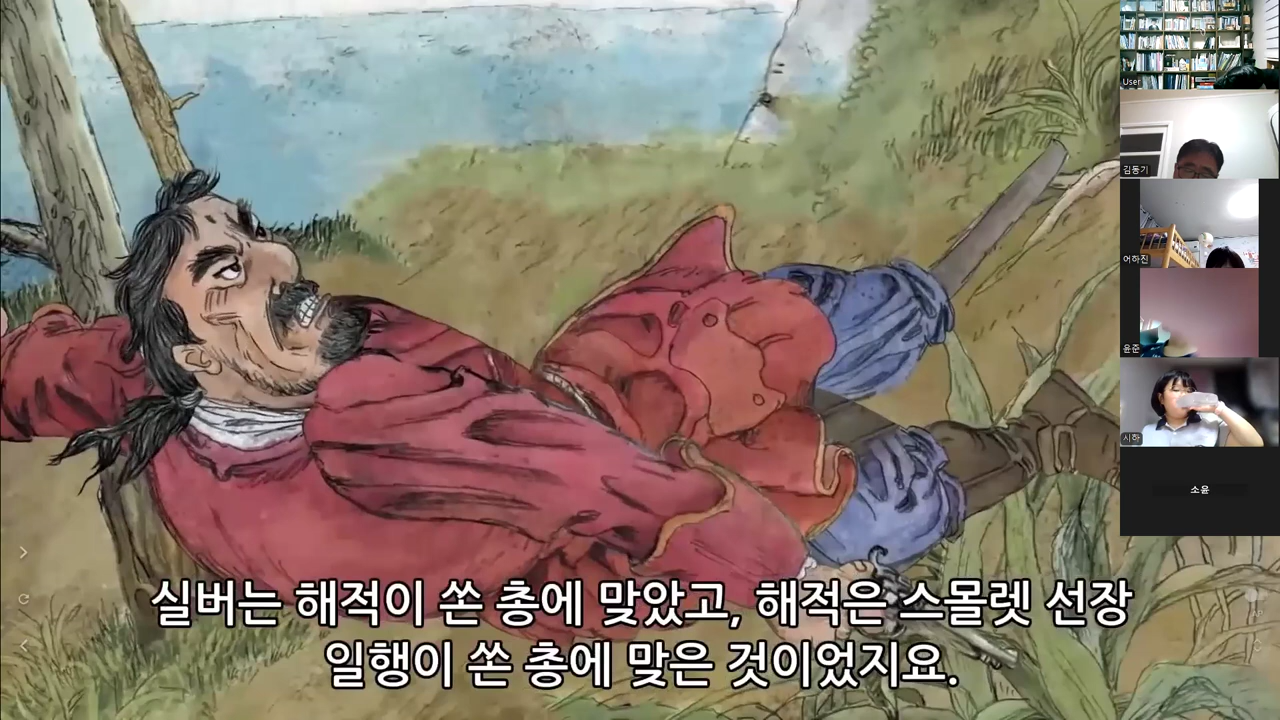 실버는 해적이 쏜 총에 맞았고, 해적은 스몰렛 선장
일행이 쏜 총에 맞은 것이었지요.
User
김동기
어하진
윤준
시하
소윤